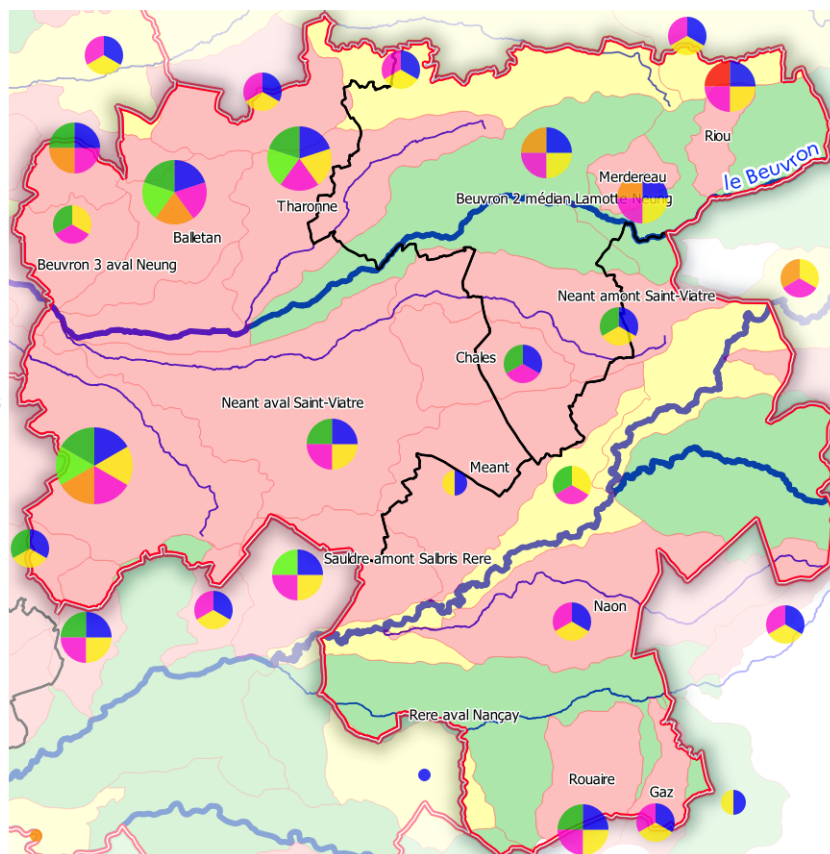 Riou
le Beuvron
Merdereau
Beuvron 2 médian Lamotte Neung
Tharonne
Balletan
Beuvron 3 aval Neung
Neant amont Saint-Viatre
Chales
Neant aval Saint-Viatre
Meant
Sauldre amont Salbris Rere
Naon
Rere aval Nançay
Rouaire
Gaz